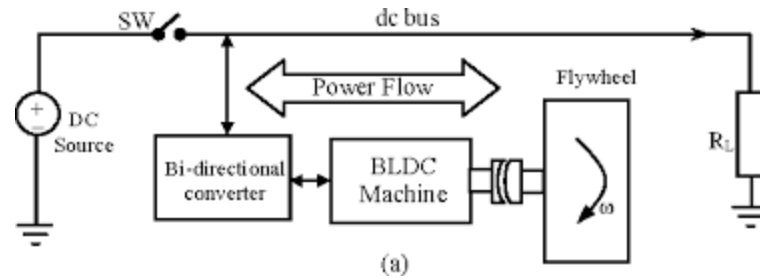 SW
dc bus
Power Flow
Flywheel
+
−
DC
Source
Bi-directional
converter
BLDC
Machine
ω
R_L
(a)